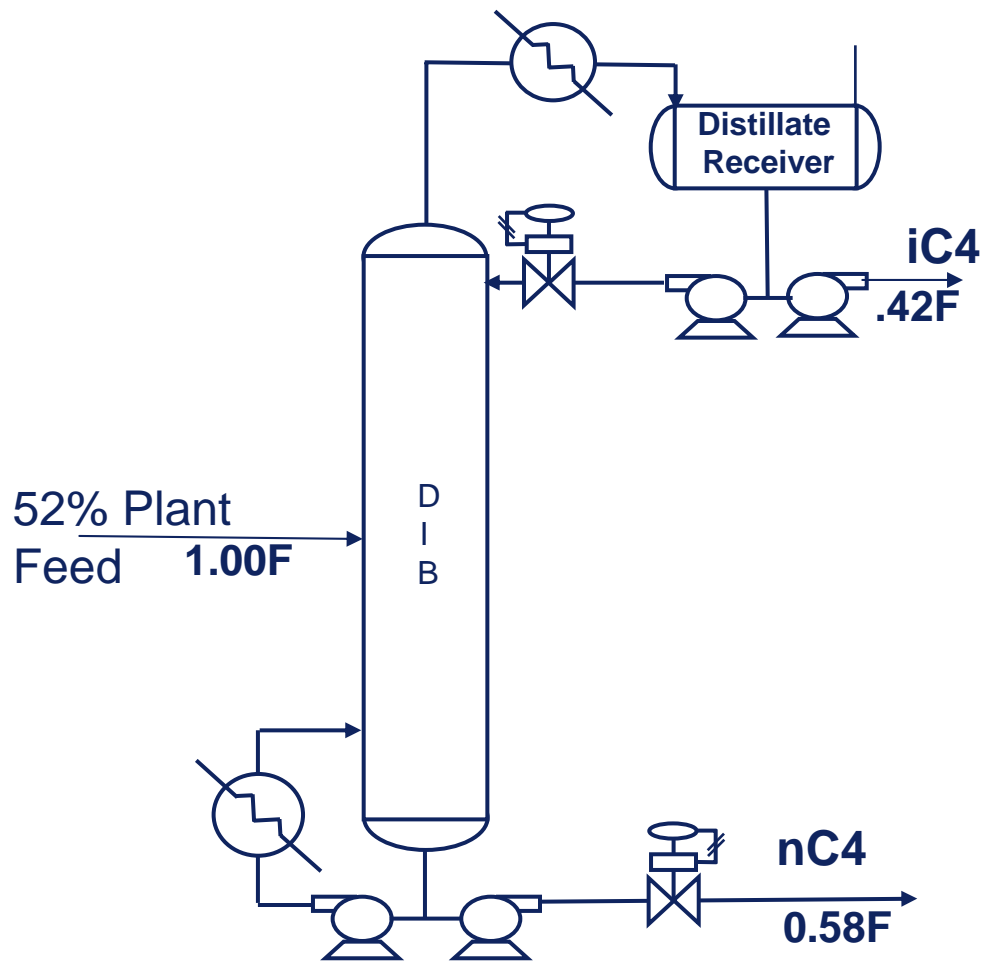 Distillate
Receiver
iC4
.42F
52% Plant
Feed 1.00F
D
I
B
nC4
0.58F